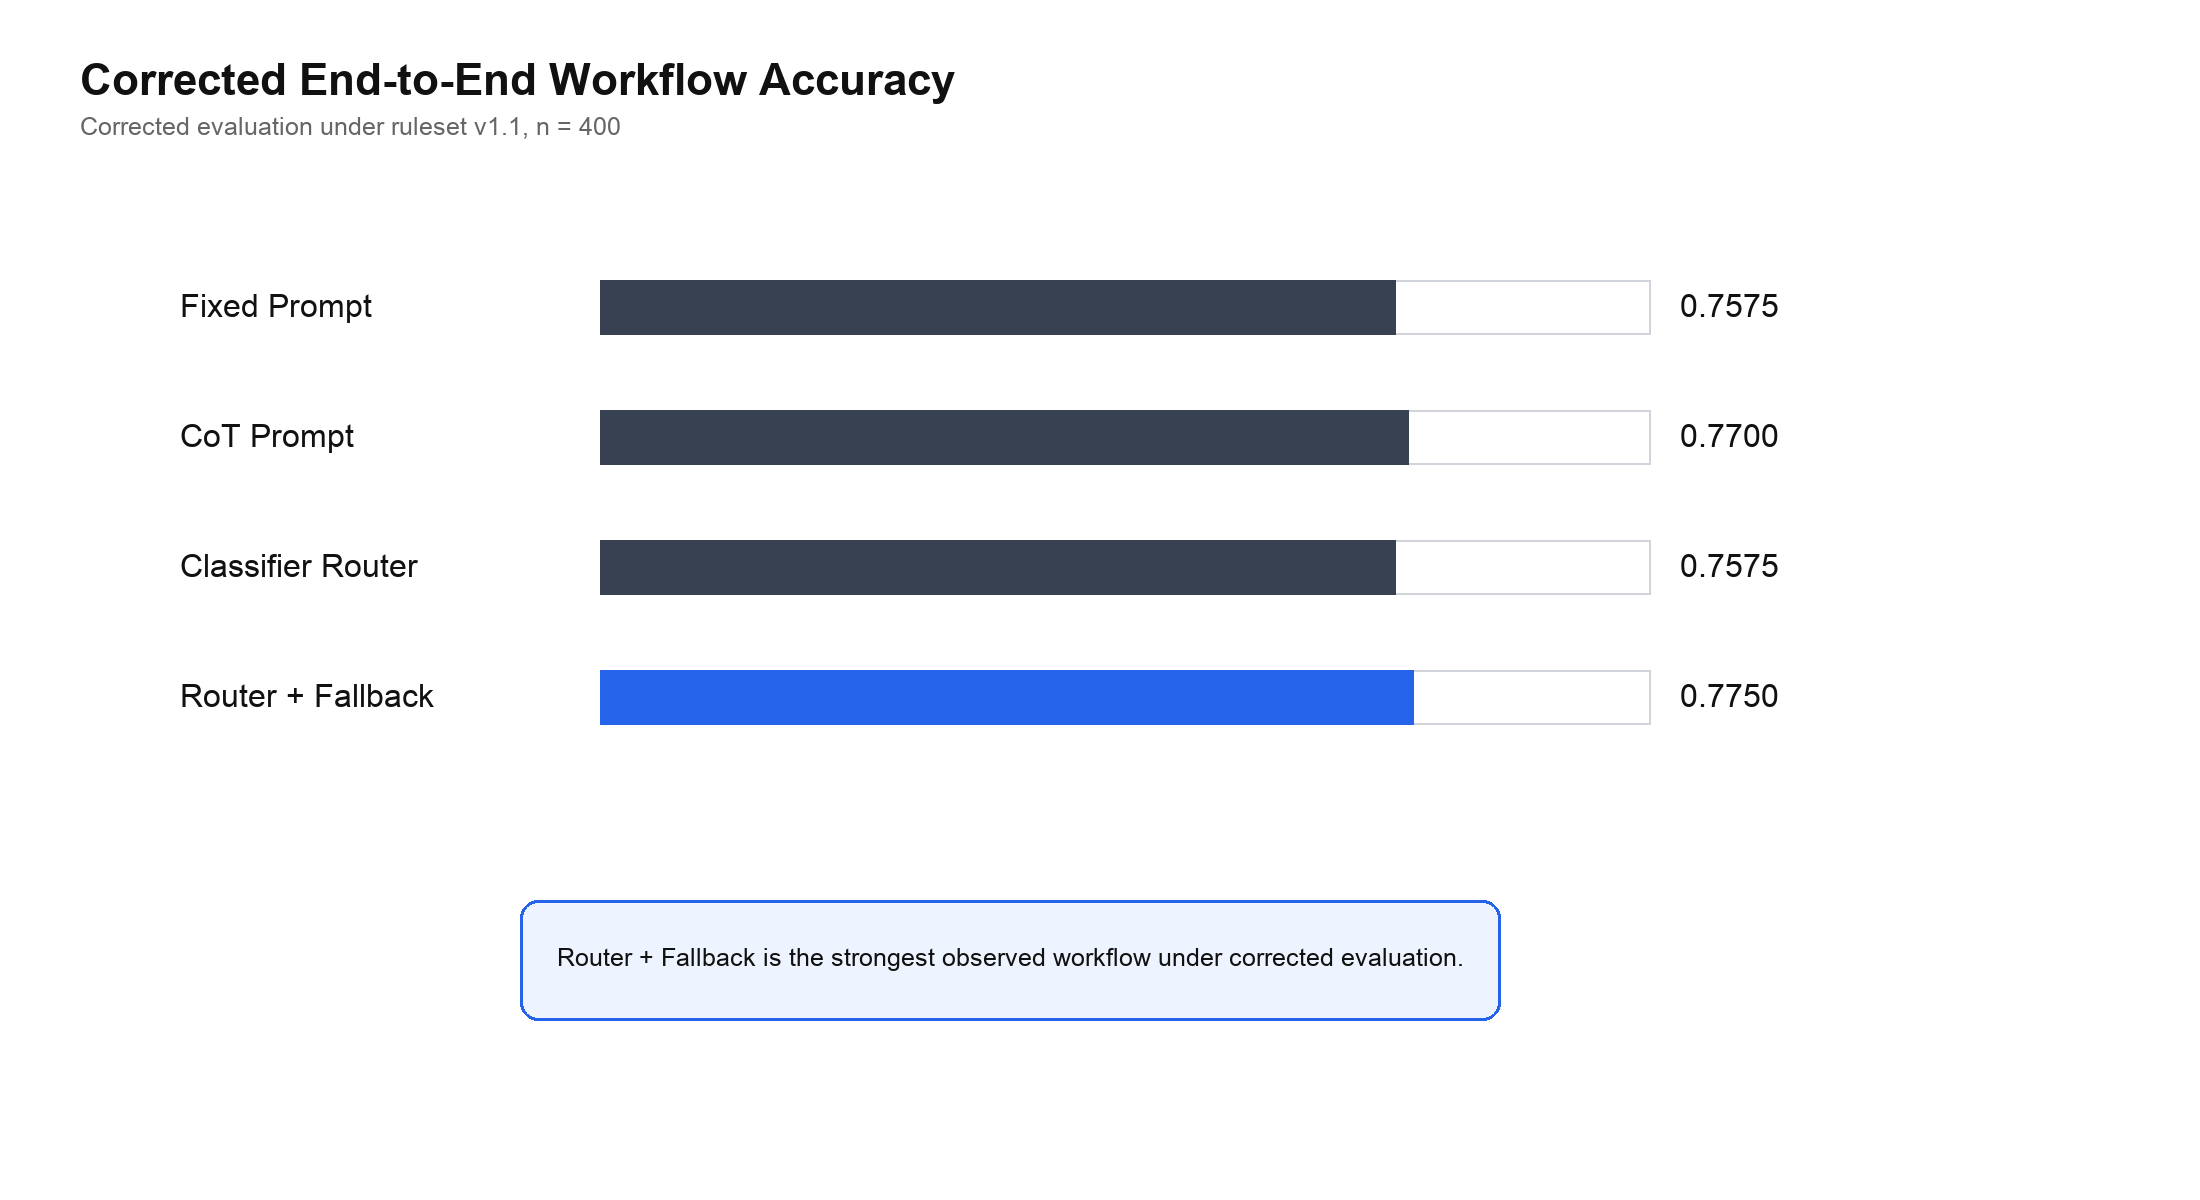 Corrected End-to-End Workflow Accuracy
Corrected evaluation under ruleset v1.1, n = 400
Fixed Prompt 0.7575
CoT Prompt 0.7700
Classifier Router 0.7575
Router + Fallback 0.7750
Router + Fallback is the strongest observed workflow under corrected evaluation.